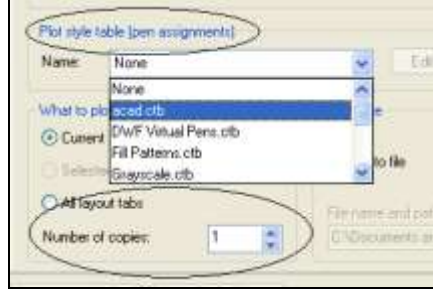 Plot style table (pen assignments)
Name: None Edi
None
What to plo acad.ctb e
Current DWF Virtual Pens.ctb
Fill Patterns.ctb to file
Selecte Grayscale.ctb
All layout tabs
File name and pat
Number of copies: 1 C:\Documents an